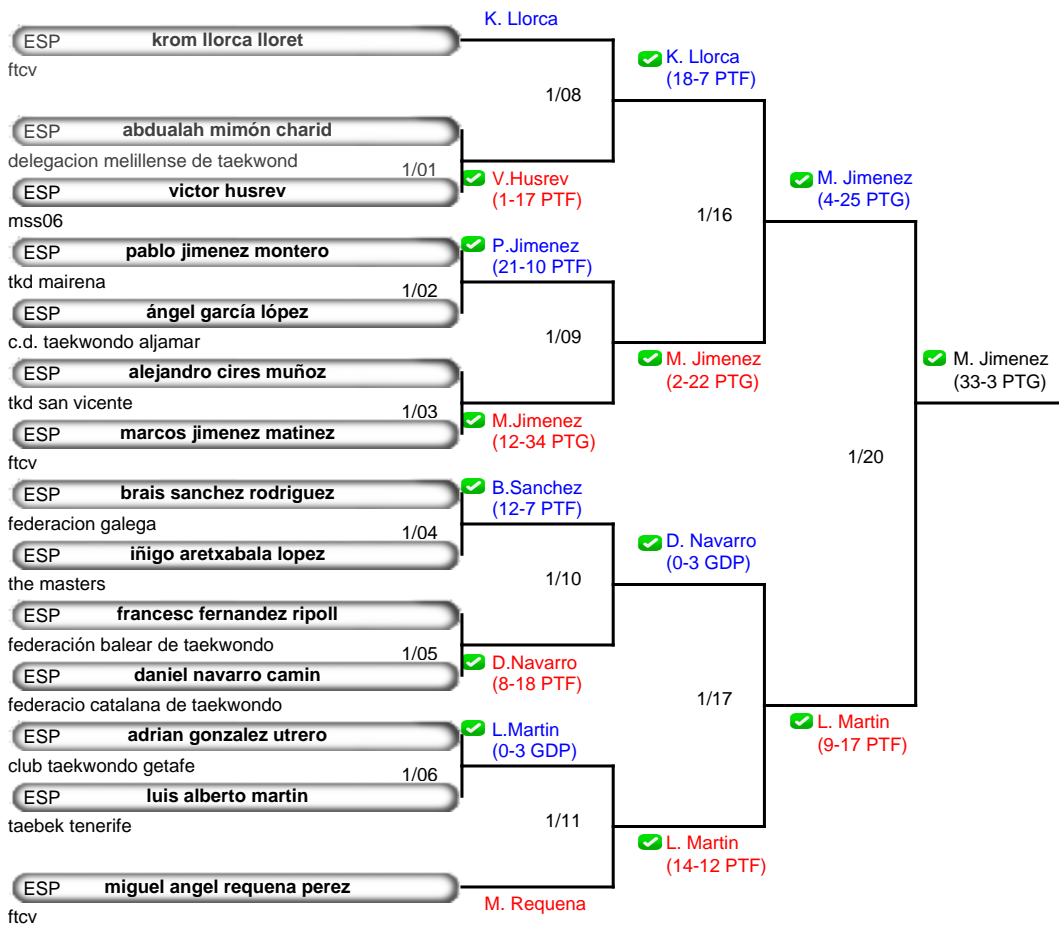 K. Llorca
ESP krom llorca lloret
ftcv
K. Llorca
(18-7 PTF)
1/08
ESP abdualah mimón charid
delegacion melillense de taekwond
1/01
V.Husrev
(1-17 PTF)
ESP victor husrev
mss06
M. Jimenez
(4-25 PTG)
1/16
ESP pablo jimenez montero
tkd mairena
P.Jimenez
(21-10 PTF)
1/02
ESP ángel garcía lópez
c.d. taekwondo aljamar
1/09
M. Jimenez
(2-22 PTG)
ESP alejandro cires muñoz
tkd san vicente
1/03
M.Jimenez
(12-34 PTG)
ESP marcos jimenez matinez
ftcv
M. Jimenez
(33-3 PTG)
1/20
ESP brais sanchez rodriguez
federacion galega
B.Sanchez
(12-7 PTF)
1/04
ESP iñigo aretxabala lopez
the masters
D. Navarro
(0-3 GDP)
1/10
ESP francesc fernandez ripoll
federación balear de taekwondo
1/05
D.Navarro
(8-18 PTF)
ESP daniel navarro camin
federacio catalana de taekwondo
1/17
L. Martin
(9-17 PTF)
ESP adrian gonzalez utrero
club taekwondo getafe
L.Martin
(0-3 GDP)
1/06
ESP luis alberto martin
taebek tenerife
1/11
L. Martin
(14-12 PTF)
ESP miguel angel requena perez
ftcv
M. Requena